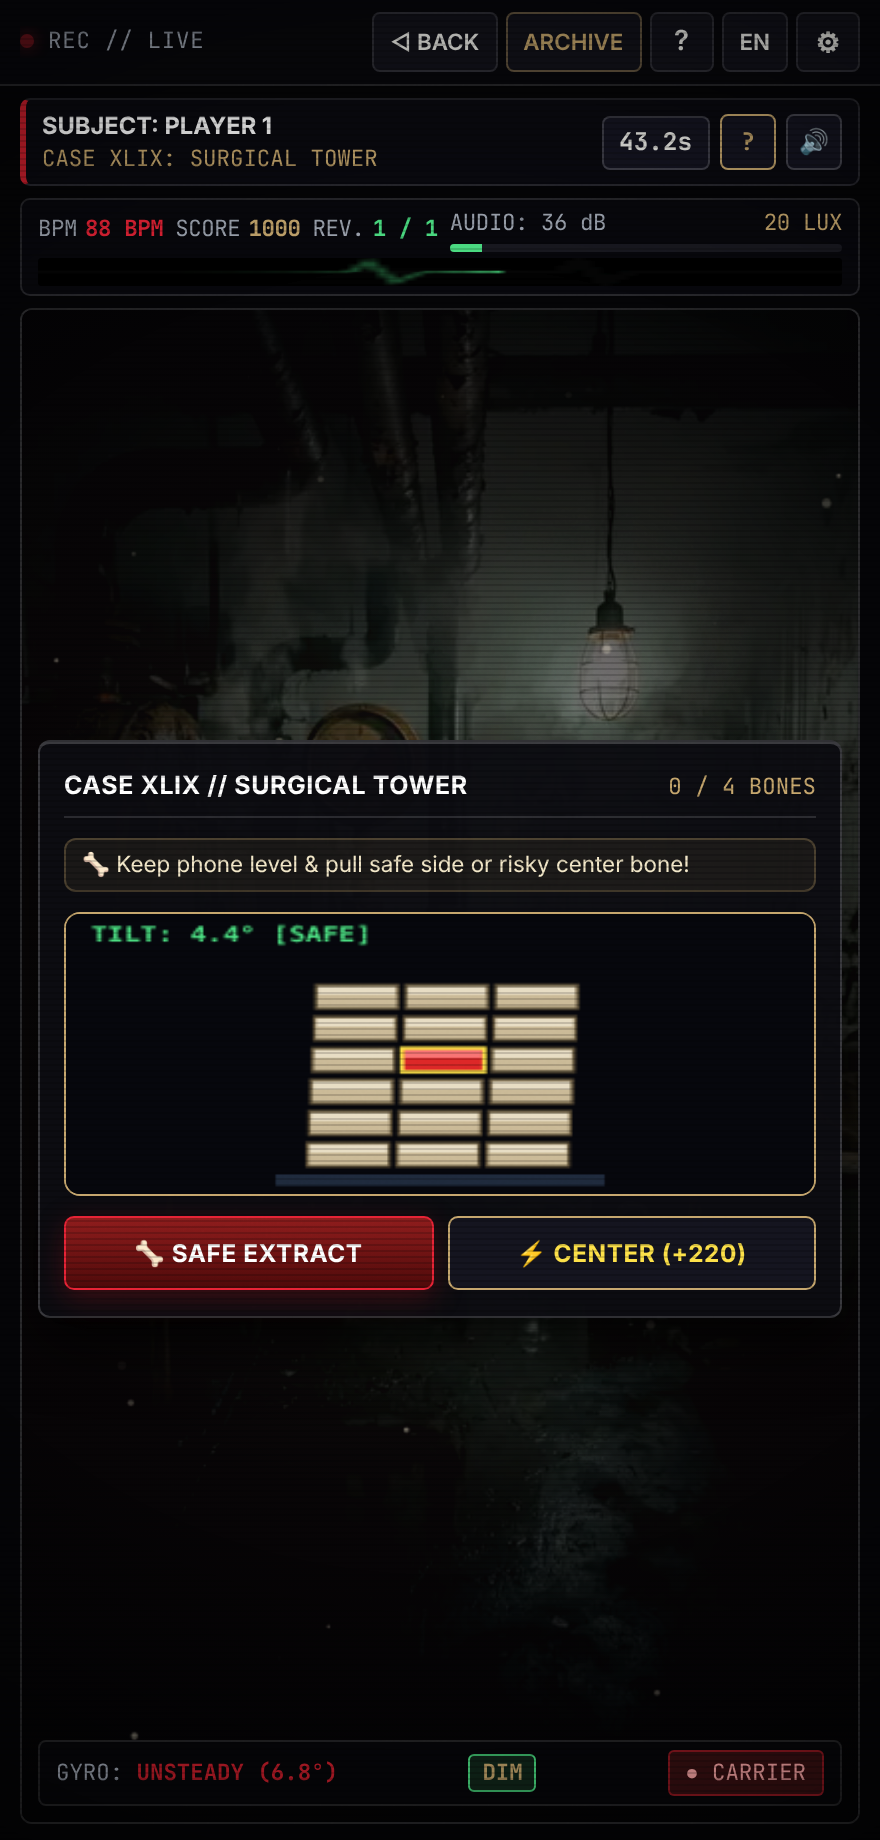 REC // LIVE
◁ BACK
ARCHIVE
?
EN
SUBJECT: PLAYER 1
CASE XLIX: SURGICAL TOWER
43.2s
?
BPM 88 BPM SCORE 1000 REV. 1 / 1
AUDIO: 36 dB
20 LUX
CASE XLIX // SURGICAL TOWER
0 / 4 BONES
🦴 Keep phone level & pull safe side or risky center bone!
TILT: 4.4° [SAFE]
🦴 SAFE EXTRACT
⚡ CENTER (+220)
GYRO: UNSTEADY (6.8°)
DIM
● CARRIER